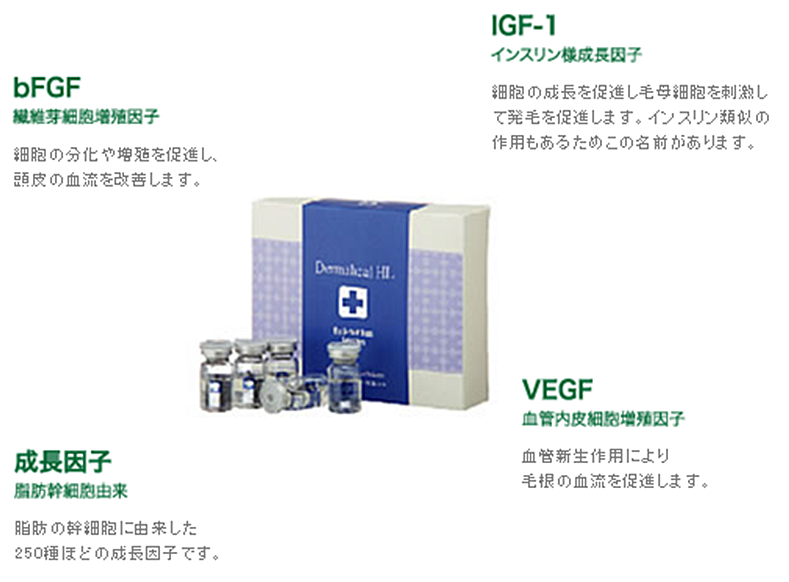 IGF-1
インスリン様成長因子
細胞の成長を促進し毛母細胞を刺激し
て発毛を促進します。インスリン類似の
作用もあるためこの名前があります。
bFGF
繊維芽細胞増殖因子
細胞の分化や増殖を促進し、
頭皮の血流を改善します。
Dermaheal HL
VEGF
血管内皮細胞増殖因子
血管新生作用により
毛根の血流を促進します。
成長因子
脂肪幹細胞由来
脂肪の幹細胞に由来した
250種ほどの成長因子です。